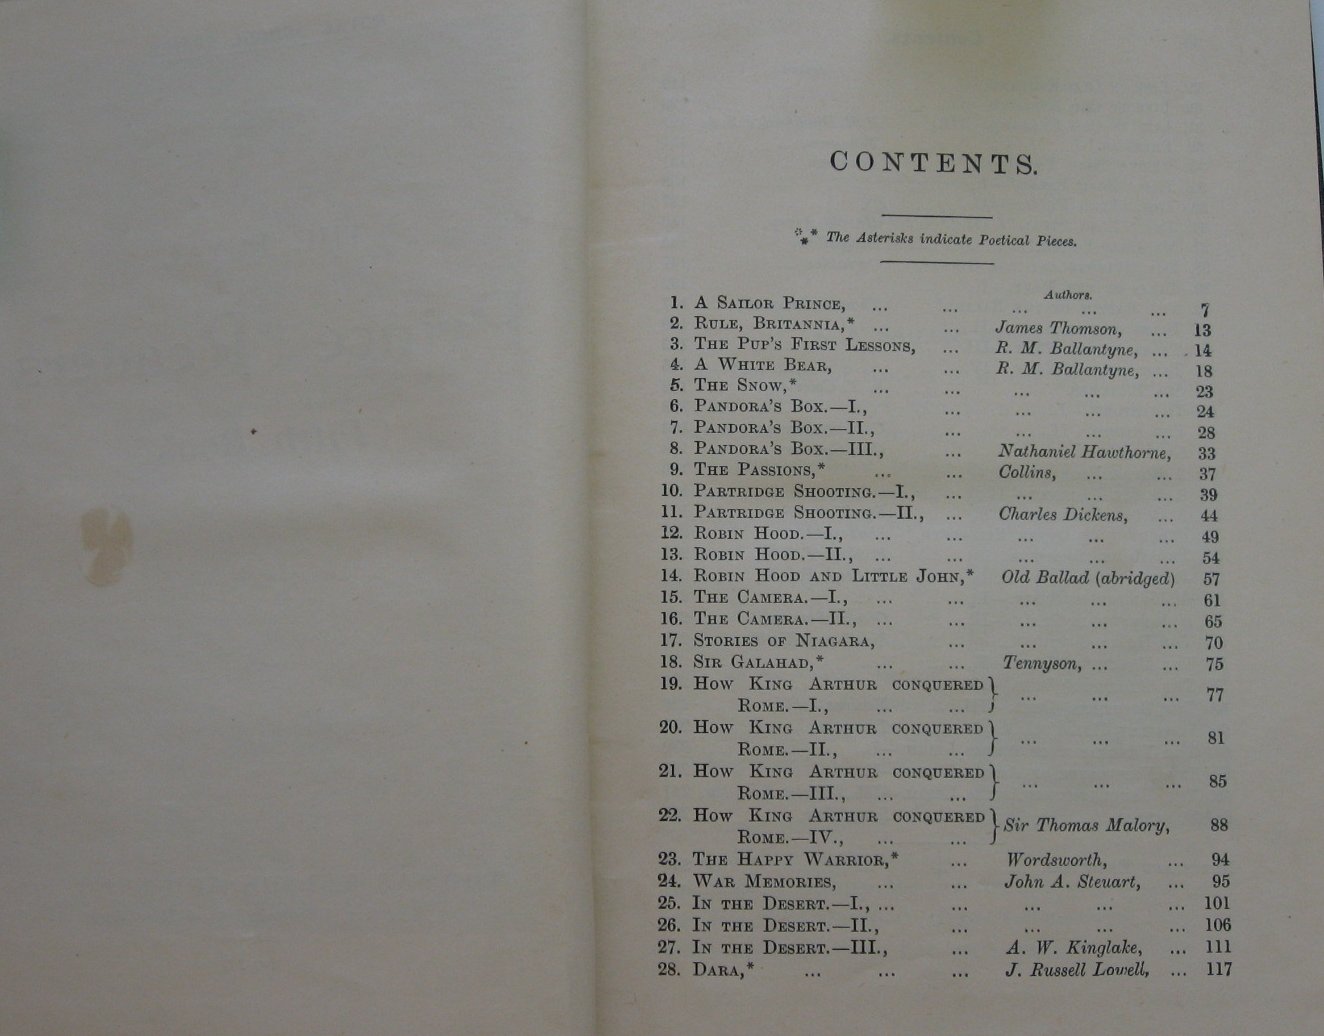 CONTENTS.
*** The Asterisks indicate Poetical Pieces.
Authors.
1. A Sailor Prince, ... ... ... ... ... 7
2. Rule, Britannia,* ... ... James Thomson, ... 13
3. The Pup's First Lessons, ... R. M. Ballantyne, ... 14
4. A White Bear, ... ... R. M. Ballantyne, ... 18
5. The Snow,* ... ... ... ... ... 23
6. Pandora's Box.—I., ... ... ... ... 24
7. Pandora's Box.—II., ... ... ... ... 28
8. Pandora's Box.—III., ... Nathaniel Hawthorne, 33
9. The Passions,* ... ... Collins, ... ... 37
10. Partridge Shooting.—I., ... ... ... ... 39
11. Partridge Shooting.—II., ... Charles Dickens, ... 44
12. Robin Hood.—I., ... ... ... ... ... 49
13. Robin Hood.—II., ... ... ... ... ... 54
14. Robin Hood and Little John,* Old Ballad (abridged) 57
15. The Camera.—I., ... ... ... ... ... 61
16. The Camera.—II., ... ... ... ... ... 65
17. Stories of Niagara, ... ... ... ... 70
18. Sir Galahad,* ... ... Tennyson, ... ... 75
19. How King Arthur conquered
Rome.—I., ... ... } ... ... ... 77
20. How King Arthur conquered
Rome.—II., ... ... } ... ... ... 81
21. How King Arthur conquered
Rome.—III., ... ... } ... ... ... 85
22. How King Arthur conquered
Rome.—IV., ... ... } Sir Thomas Malory, 88
23. The Happy Warrior,* ... Wordsworth, ... 94
24. War Memories, ... ... John A. Steuart, ... 95
25. In the Desert.—I., ... ... ... ... ... 101
26. In the Desert.—II., ... ... ... ... 106
27. In the Desert.—III., ... A. W. Kinglake, ... 111
28. Dara,* ... ... ... J. Russell Lowell, ... 117